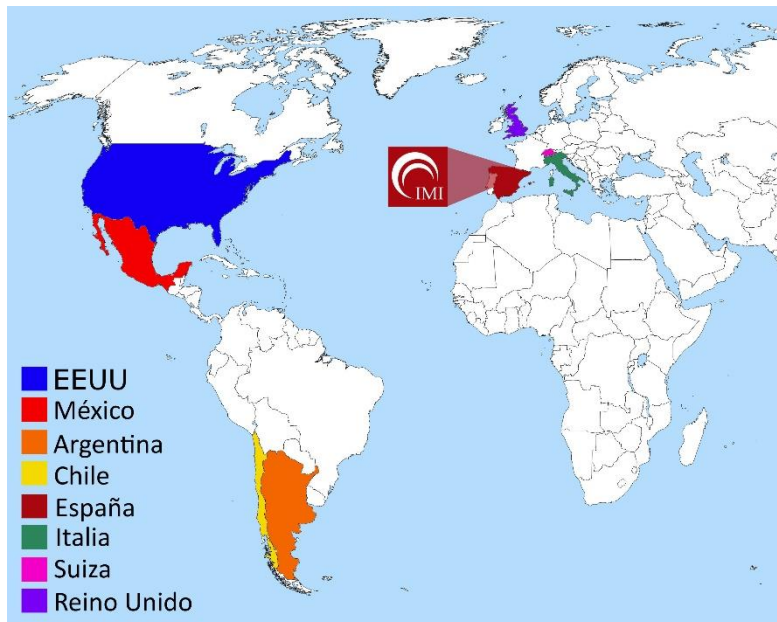 IMI
EEUU
México
Argentina
Chile
España
Italia
Suiza
Reino Unido